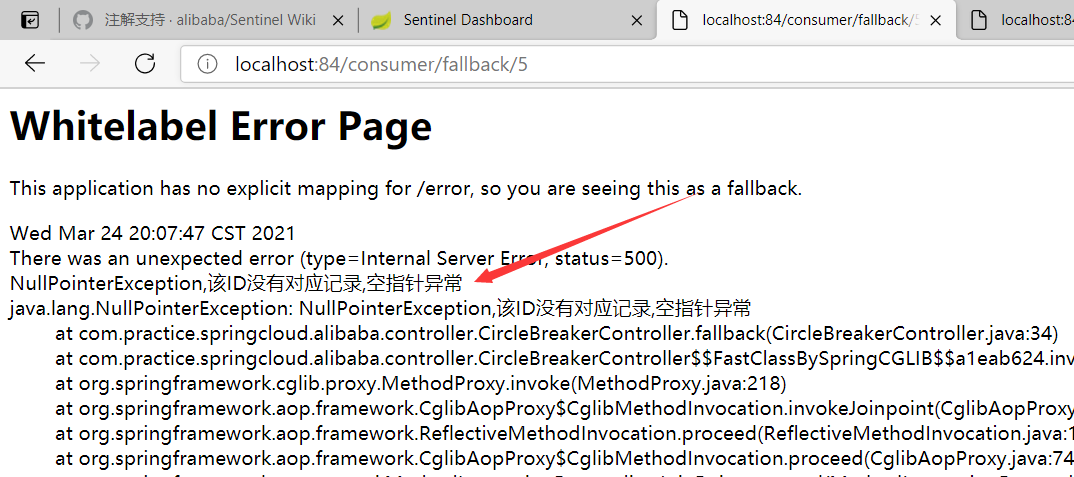 注解支持 · alibaba/Sentinel Wiki
Sentinel Dashboard
localhost:84/consumer/fallback/5
localhost:84
localhost:84/consumer/fallback/5
Whitelabel Error Page
This application has no explicit mapping for /error, so you are seeing this as a fallback.
Wed Mar 24 20:07:47 CST 2021
There was an unexpected error (type=Internal Server Error, status=500).
NullPointerException,该ID没有对应记录,空指针异常
java.lang.NullPointerException: NullPointerException,该ID没有对应记录,空指针异常
at com.practice.springcloud.alibaba.controller.CircleBreakerController.fallback(CircleBreakerController.java:34)
at com.practice.springcloud.alibaba.controller.CircleBreakerController$$FastClassBySpringCGLIB$$a1eab624.inv
at org.springframework.cglib.proxy.MethodProxy.invoke(MethodProxy.java:218)
at org.springframework.aop.framework.CglibAopProxy$CglibMethodInvocation.invokeJoinpoint(CglibAopProxy
at org.springframework.aop.framework.ReflectiveMethodInvocation.proceed(ReflectiveMethodInvocation.java:1
at org.springframework.aop.framework.CglibAopProxy$CglibMethodInvocation.proceed(CglibAopProxy.java:74